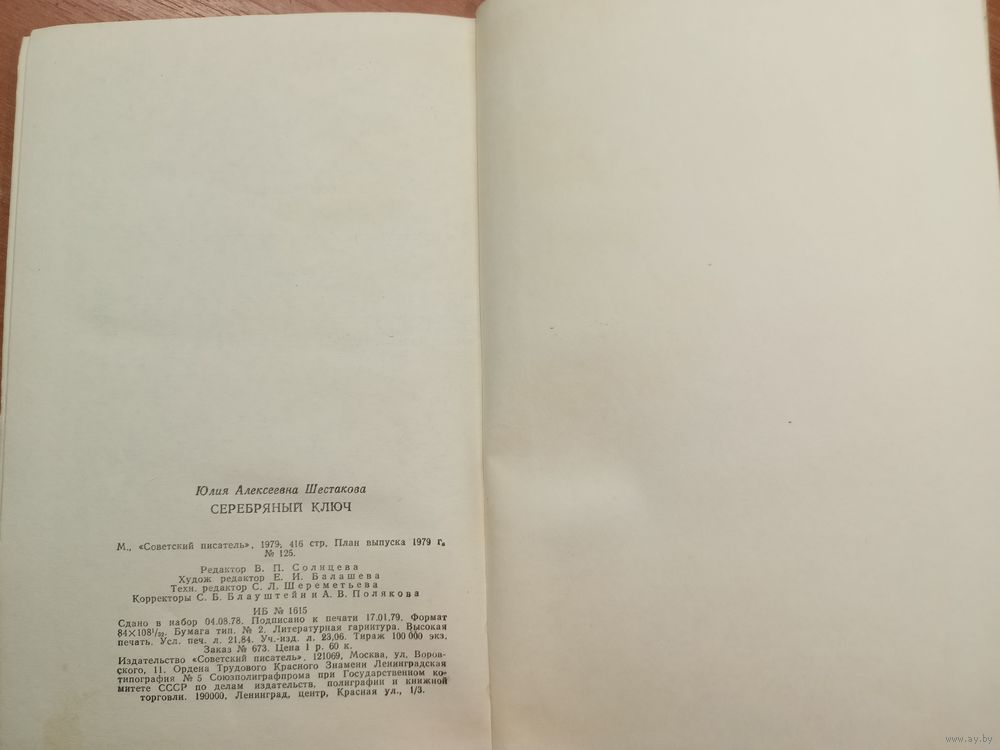 Юлия Алексеевна Шестакова
СЕРЕБРЯНЫЙ КЛЮЧ
М., «Советский писатель», 1979, 416 стр. План выпуска 1979 г.
№ 125.
Редактор В. П. Солнцева
Худож редактор Е. И. Балашева
Техн. редактор С. Л. Шереметьева
Корректоры С. Б. Блауштейн и А. В. Полякова
ИБ № 1615
Сдано в набор 04.08.78. Подписано к печати 17.01.79. Формат
84×108¹/₃₂. Бумага тип. № 2. Литературная гарнитура. Высокая
печать. Усл. печ. л. 21,84. Уч.-изд. л. 23,06. Тираж 100 000 экз.
Заказ № 673. Цена 1 р. 60 к.
Издательство «Советский писатель», 121069, Москва, ул. Воров-
ского, 11. Ордена Трудового Красного Знамени Ленинградская
типография № 5 Союзполиграфпрома при Государственном ко-
митете СССР по делам издательств, полиграфии и книжной
торговли. 190000, Ленинград, центр, Красная ул., 1/3.
www.ay.by